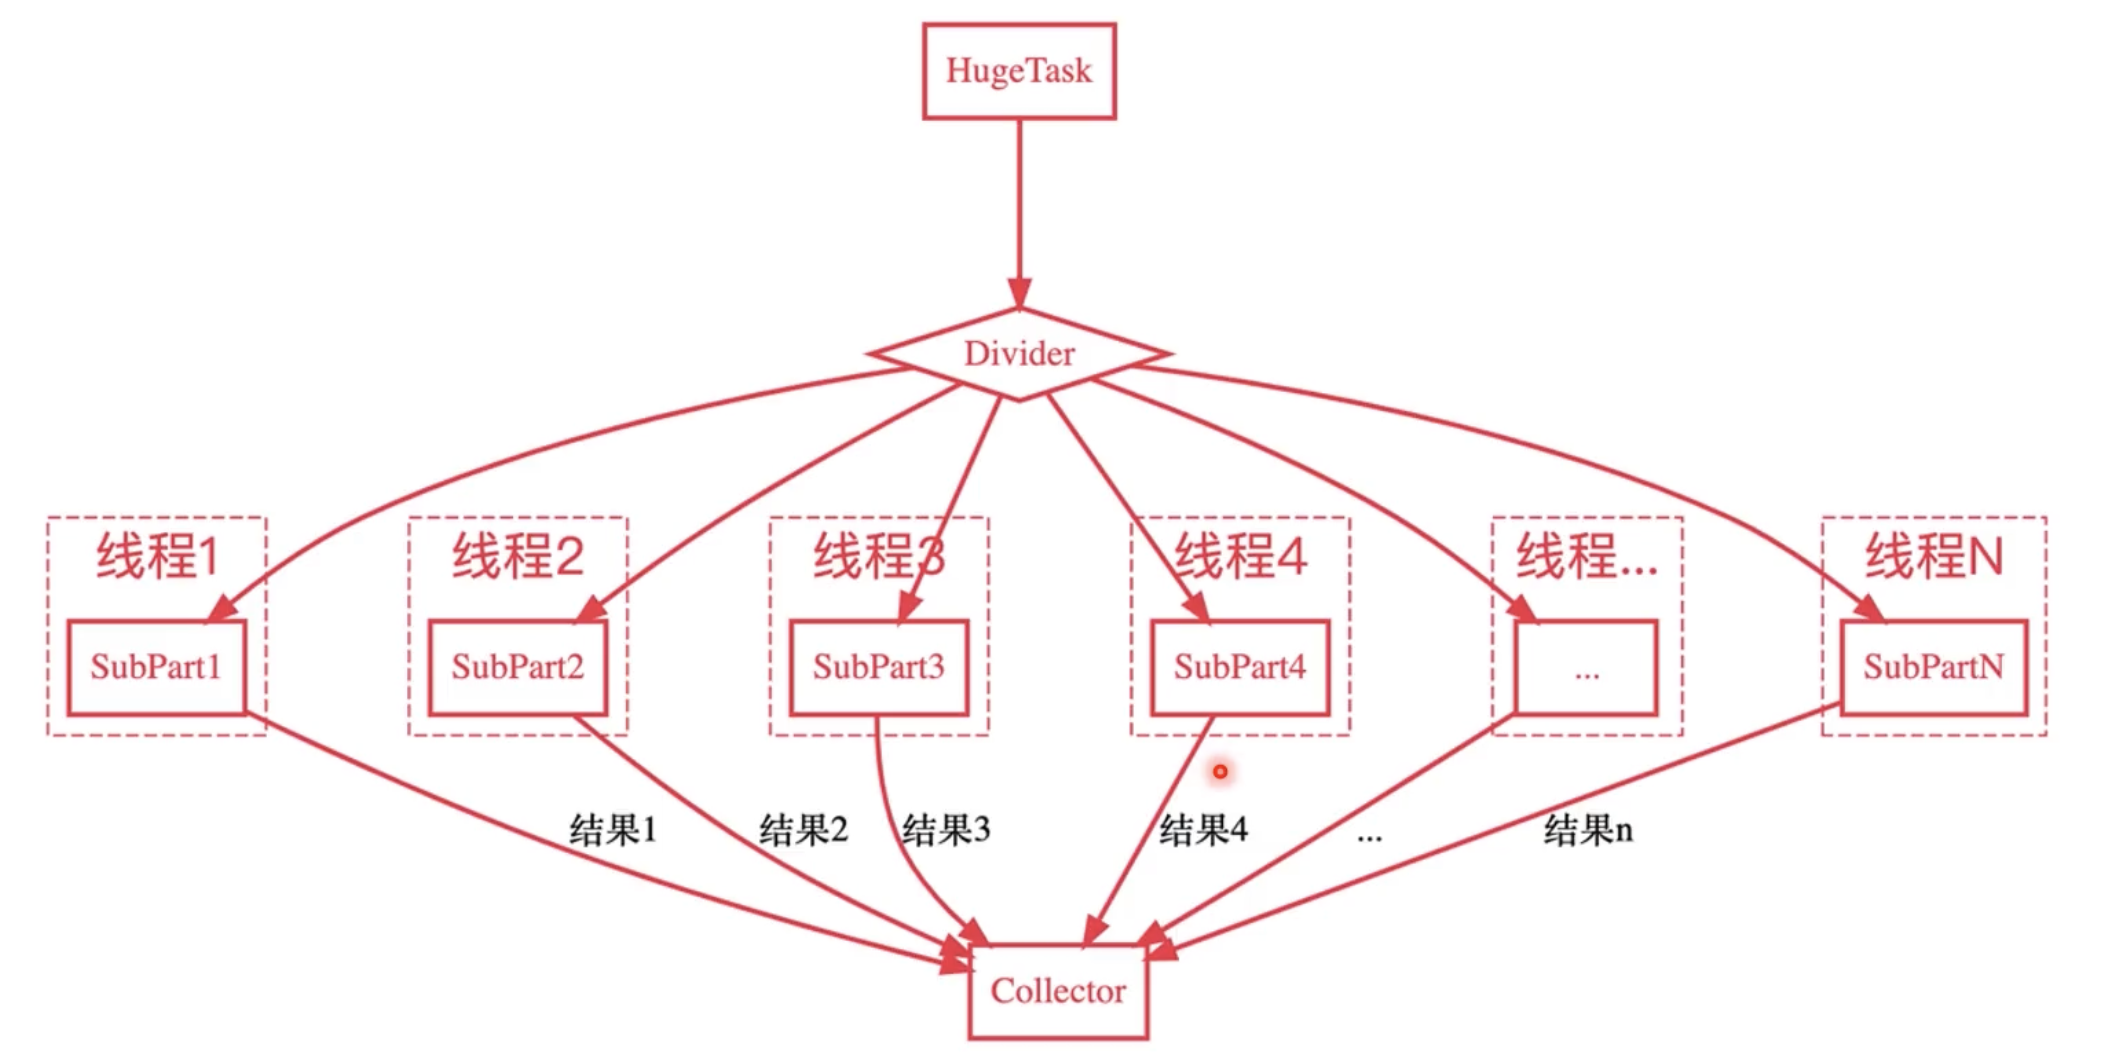 HugeTask
Divider
线程1
线程2
线程3
线程4
线程...
线程N
SubPart1
SubPart2
SubPart3
SubPart4
...
SubPartN
结果1
结果2
结果3
结果4
...
结果n
Collector